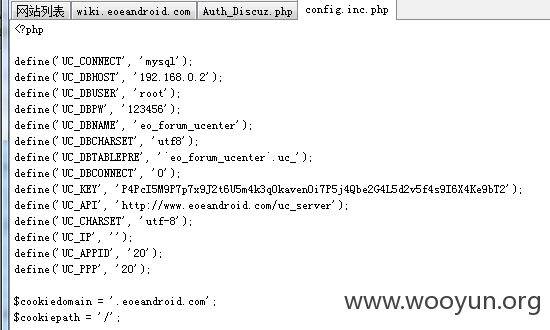 网站列表 wiki.eoeandroid.com Auth_Discuz.php config.inc.php
<?php
define('UC_CONNECT', 'mysql');
define('UC_DBHOST', '192.168.0.2');
define('UC_DBUSER', 'root');
define('UC_DBPW', '123456');
define('UC_DBNAME', 'eo_forum_ucenter');
define('UC_DBCHARSET', 'utf8');
define('UC_DBTABLEPRE', '`eo_forum_ucenter`.uc_');
define('UC_DBCONNECT', '0');
define('UC_KEY', 'P4PcI5M9P7p7x9J2t6U5m4k3q0kaven0i7P5j4Qbe2G4L5d2v5f4s9I6X4Ke9bT2');
define('UC_API', 'http://www.eoeandroid.com/uc_server');
define('UC_CHARSET', 'utf-8');
define('UC_IP', '');
define('UC_APPID', '20');
define('UC_PPP', '20');
$cookiedomain = '.eoeandroid.com';
$cookiepath = '/';
www.wooyun.org